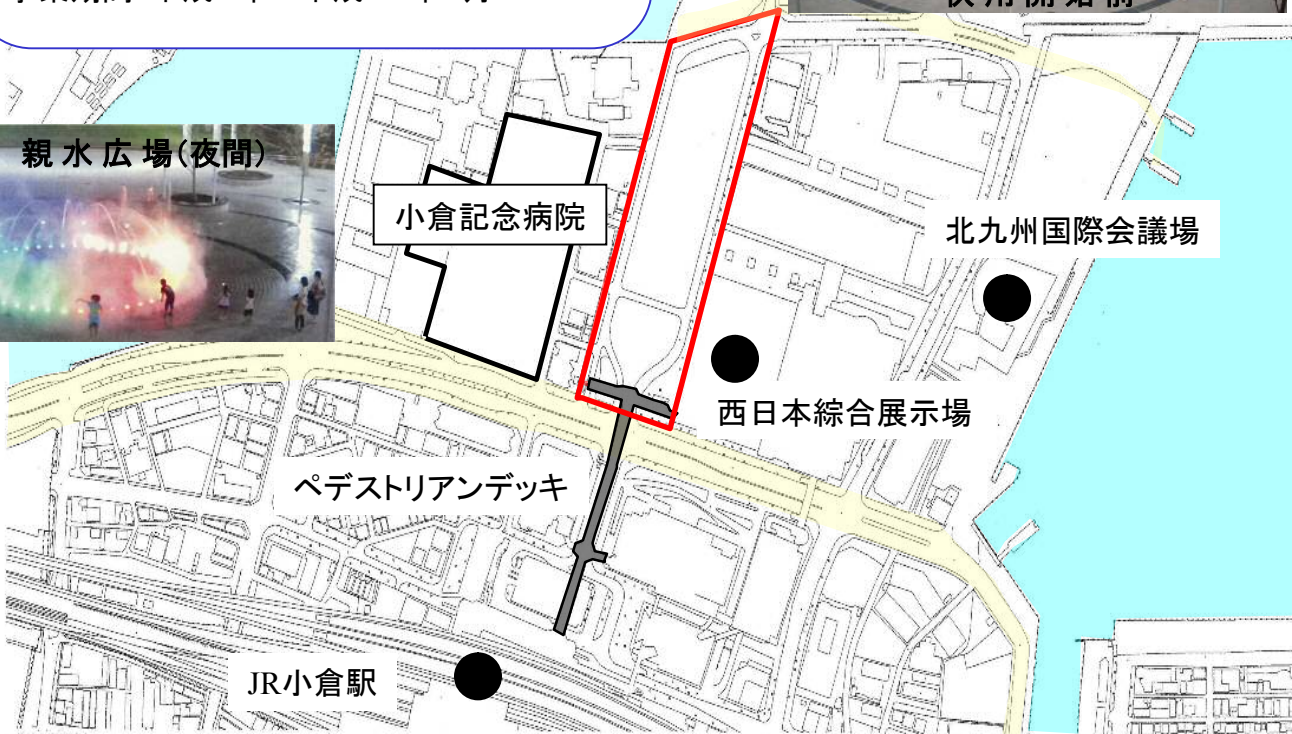 親水広場(夜間)
小倉記念病院
北九州国際会議場
西日本綜合展示場
ペデストリアンデッキ
JR小倉駅